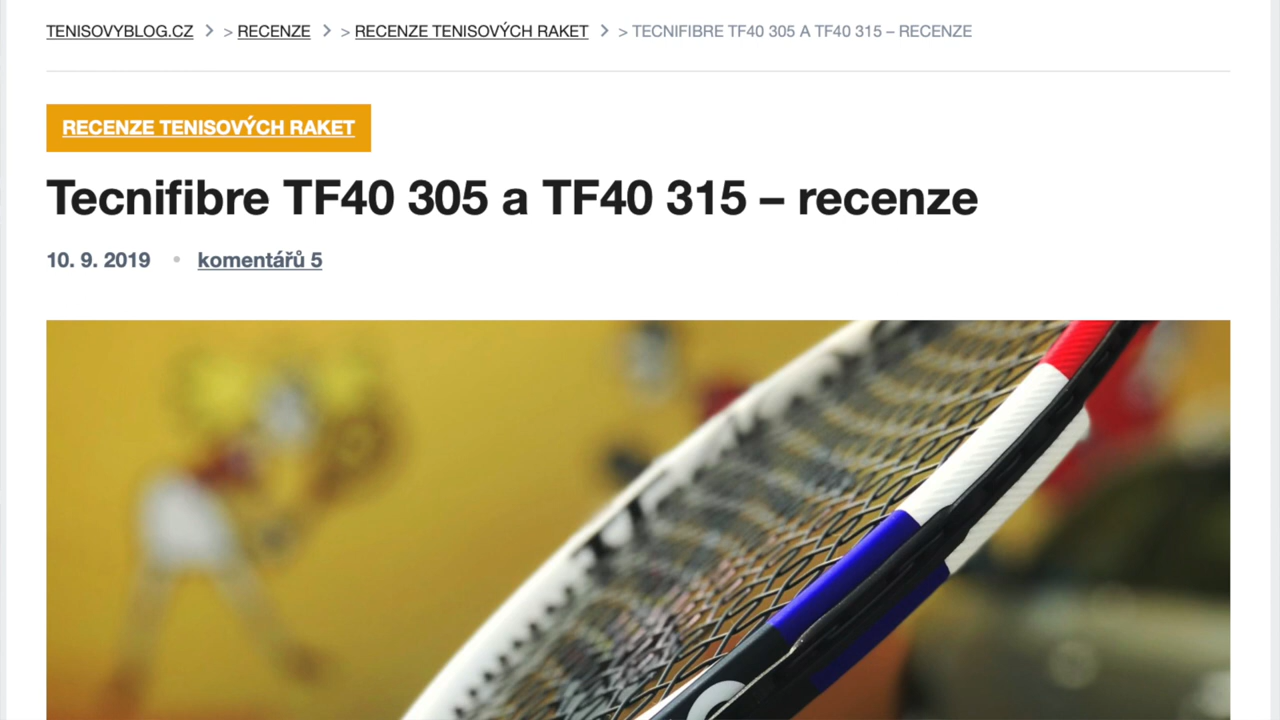 TENISOVYBLOG.CZ > > RECENZE > > RECENZE TENISOVÝCH RAKET > > TECNIFIBRE TF40 305 A TF40 315 – RECENZE
RECENZE TENISOVÝCH RAKET
Tecnifibre TF40 305 a TF40 315 – recenze
10. 9. 2019 • komentářů 5